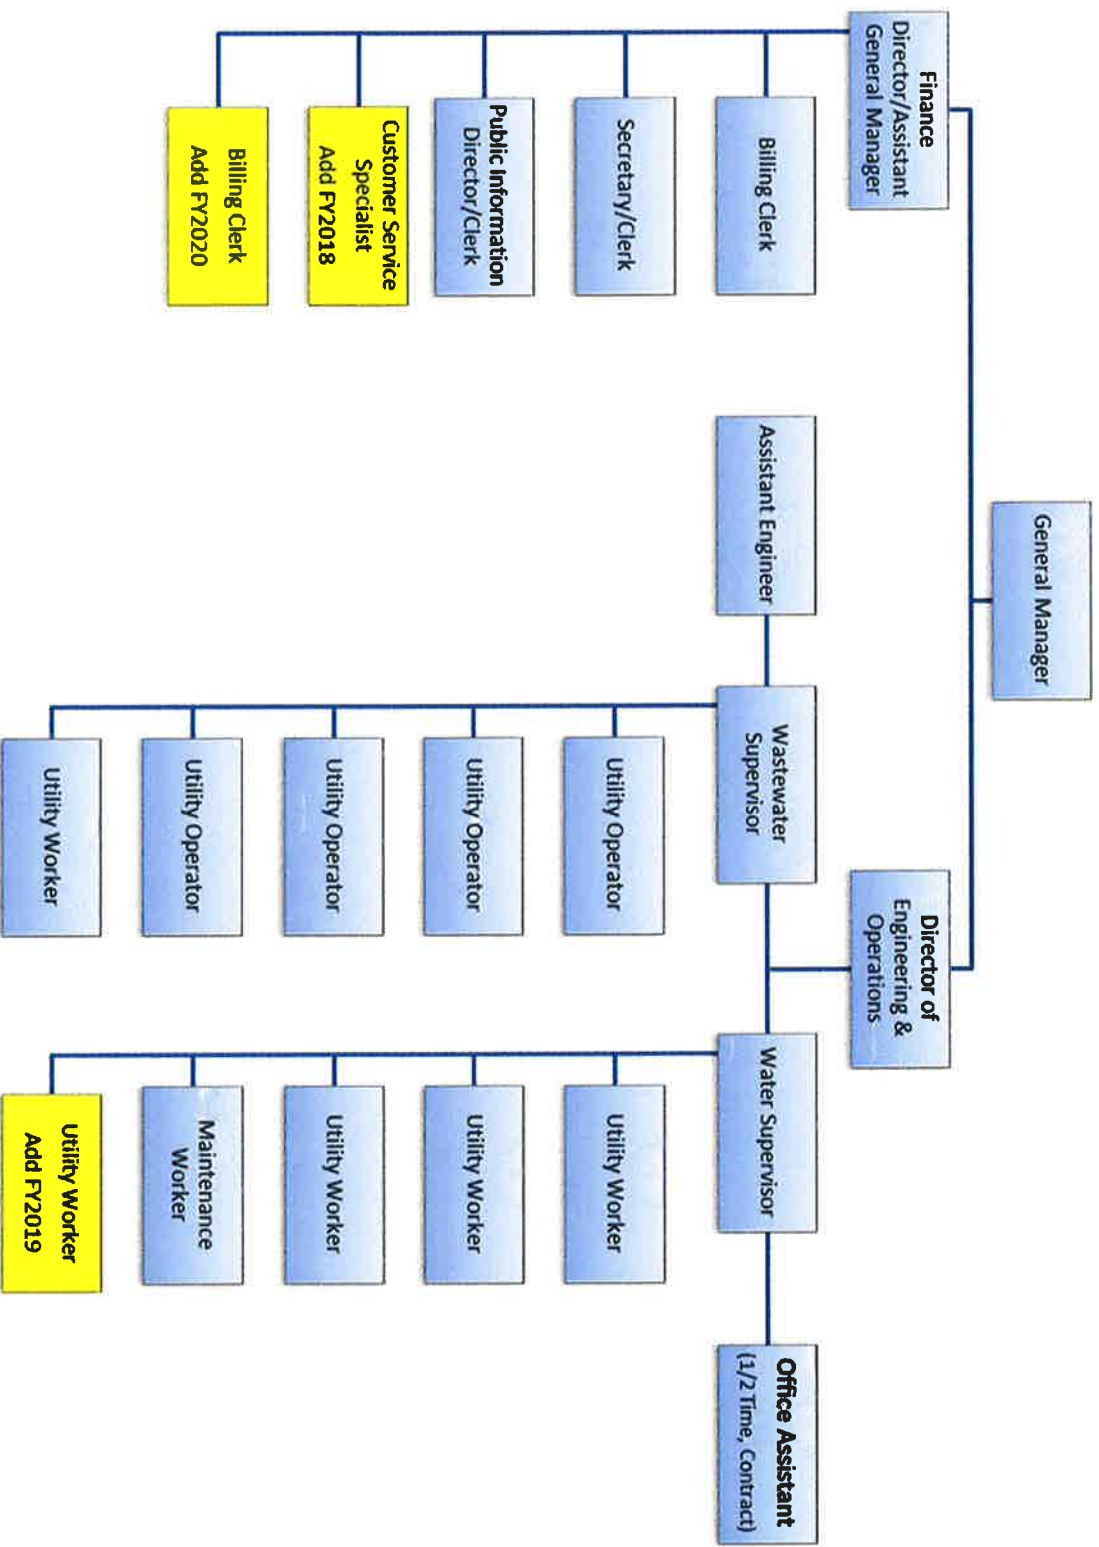 General Manager
Finance
Director/Assistant
General Manager
Director of
Engineering &
Operations
Billing Clerk
Secretary/Clerk
Public Information
Director/Clerk
Customer Service
Specialist
Add FY2018
Billing Clerk
Add FY2020
Assistant Engineer
Wastewater
Supervisor
Water Supervisor
Office Assistant
(1/2 Time, Contract)
Utility Operator
Utility Operator
Utility Operator
Utility Operator
Utility Worker
Utility Worker
Utility Worker
Utility Worker
Maintenance
Worker
Utility Worker
Add FY2019